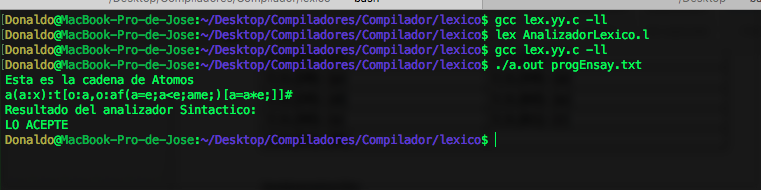 Donaldo@MacBook-Pro-de-Jose:~/Desktop/Compiladores/Compilador/lexico$ gcc lex.yy.c -ll
Donaldo@MacBook-Pro-de-Jose:~/Desktop/Compiladores/Compilador/lexico$ lex AnalizadorLexico.l
Donaldo@MacBook-Pro-de-Jose:~/Desktop/Compiladores/Compilador/lexico$ gcc lex.yy.c -ll
Donaldo@MacBook-Pro-de-Jose:~/Desktop/Compiladores/Compilador/lexico$ ./a.out progEnsay.txt
Esta es la cadena de Atomos
a(a:x):t[o:a,o:af(a=e;a<e;ame;)[a=a*e;]]#
Resultado del analizador Sintactico:
LO ACEPTE
Donaldo@MacBook-Pro-de-Jose:~/Desktop/Compiladores/Compilador/lexico$